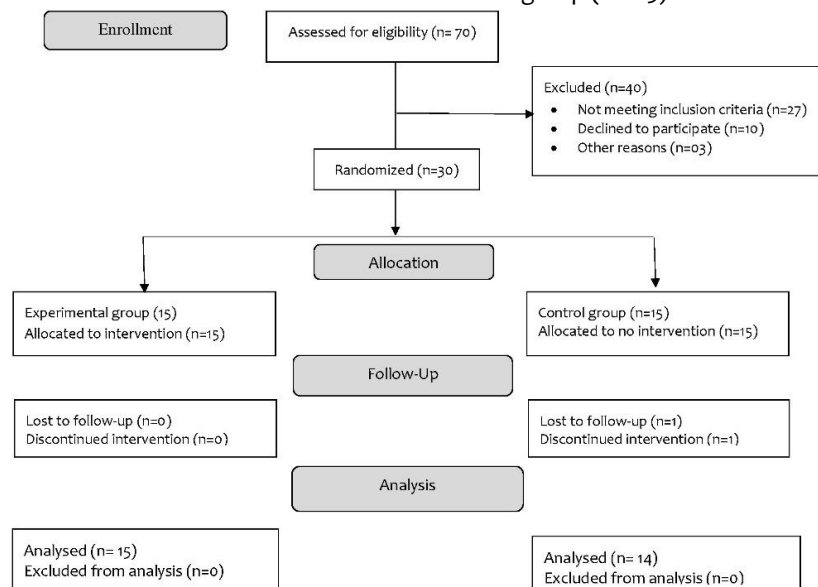 Enrollment
Assessed for eligibility (n= 70)
Excluded (n=40)
• Not meeting inclusion criteria (n=27)
• Declined to participate (n=10)
• Other reasons (n=03)
Randomized (n=30)
Allocation
Experimental group (15)
Allocated to intervention (n=15)
Control group (n=15)
Allocated to no intervention (n=15)
Follow-Up
Lost to follow-up (n=0)
Discontinued intervention (n=0)
Lost to follow-up (n=1)
Discontinued intervention (n=1)
Analysis
Analysed (n= 15)
Excluded from analysis (n=0)
Analysed (n= 14)
Excluded from analysis (n=0)